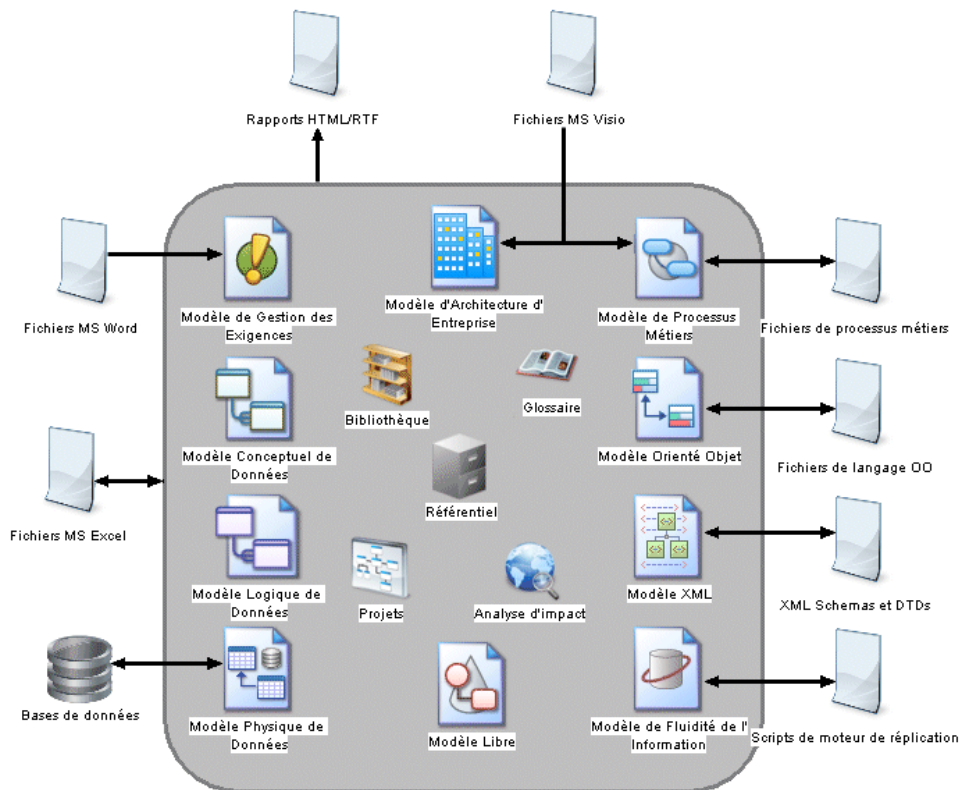 Rapports HTML/RTF
Fichiers MS Visio
Fichiers MS Word
Modèle de Gestion des
Exigences
Modèle d'Architecture d'
Entreprise
Modèle de Processus
Métiers
Fichiers de processus métiers
Bibliothèque
Glossaire
Modèle Conceptuel de
Données
Modèle Orienté Objet
Fichiers de langage OO
Fichiers MS Excel
Référentiel
Modèle Logique de
Données
Projets
Analyse d'impact
Modèle XML
XML Schemas et DTDs
Bases de données
Modèle Physique de
Données
Modèle Libre
Modèle de Fluidité de l'
Information
Scripts de moteur de réplication